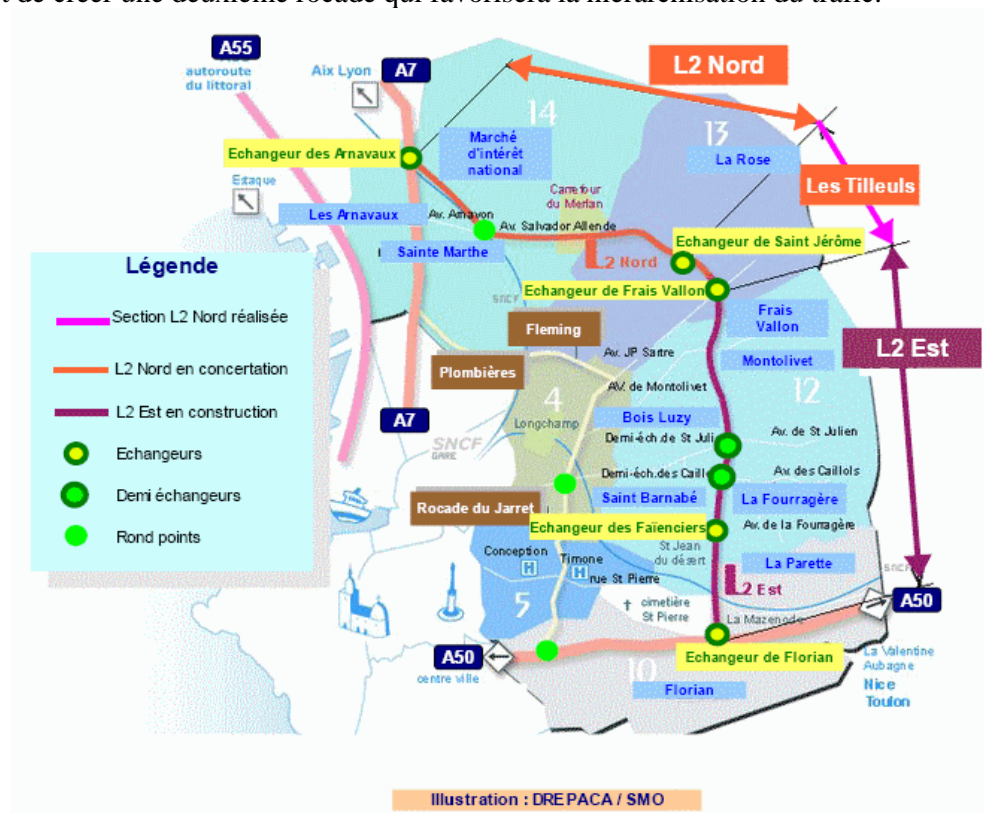 t de créer une deuxième rocade qui favorisera la hiérarchisation du trafic.
A55
autoroute
du littoral
Aix Lyon
A7
L2 Nord
14
13
Echangeur des Arnavaux
Marché
d'intérêt
national
La Rose
Les Tilleuls
Estaque
Carrefour
du Merlan
Les Arnavaux
Av. Arnavon
Av. Salvador Allende
Sainte Marthe
L2 Nord
Echangeur de Saint Jérôme
Echangeur de Frais Vallon
Légende
Section L2 Nord réalisée
L2 Nord en concertation
L2 Est en construction
Echangeurs
Demi échangeurs
Rond points
SNCF
Fleming
Frais
Vallon
L2 Est
Plombières
Av. JP Sartre
Montolivet
12
4
AV. de Montolivet
A7
Longchamp
Bois Luzy
SNCF
GARE
Demi-éch.de St Juli
Av. de St Julien
Demi-éch.des Caill
Av. des Caillols
Rocade du Jarret
Saint Barnabé
La Fourragère
Echangeur des Faïenciers
Av. de la Fourragère
Conception
H
Timone
H
St Jean
du désert
La Parette
rue St Pierre
5
L2 Est
SNCF
A50
cimetière
St Pierre
La Mazenode
A50
centre ville
10
Echangeur de Florian
La Valentine
Aubagne
Nice
Toulon
Florian
Illustration : DREPACA / SMO